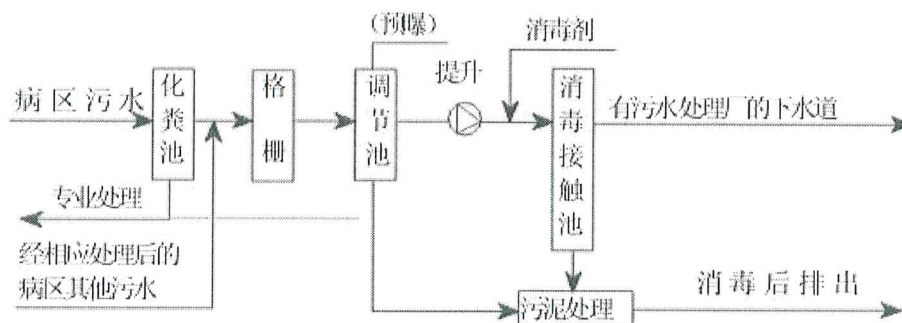 (预曝)
消毒剂
提升
病区污水
化粪池
格栅
调节池
消毒接触池
有污水处理厂的下水道
专业处理
经相应处理后的
病区其他污水
污泥处理
消毒后排出